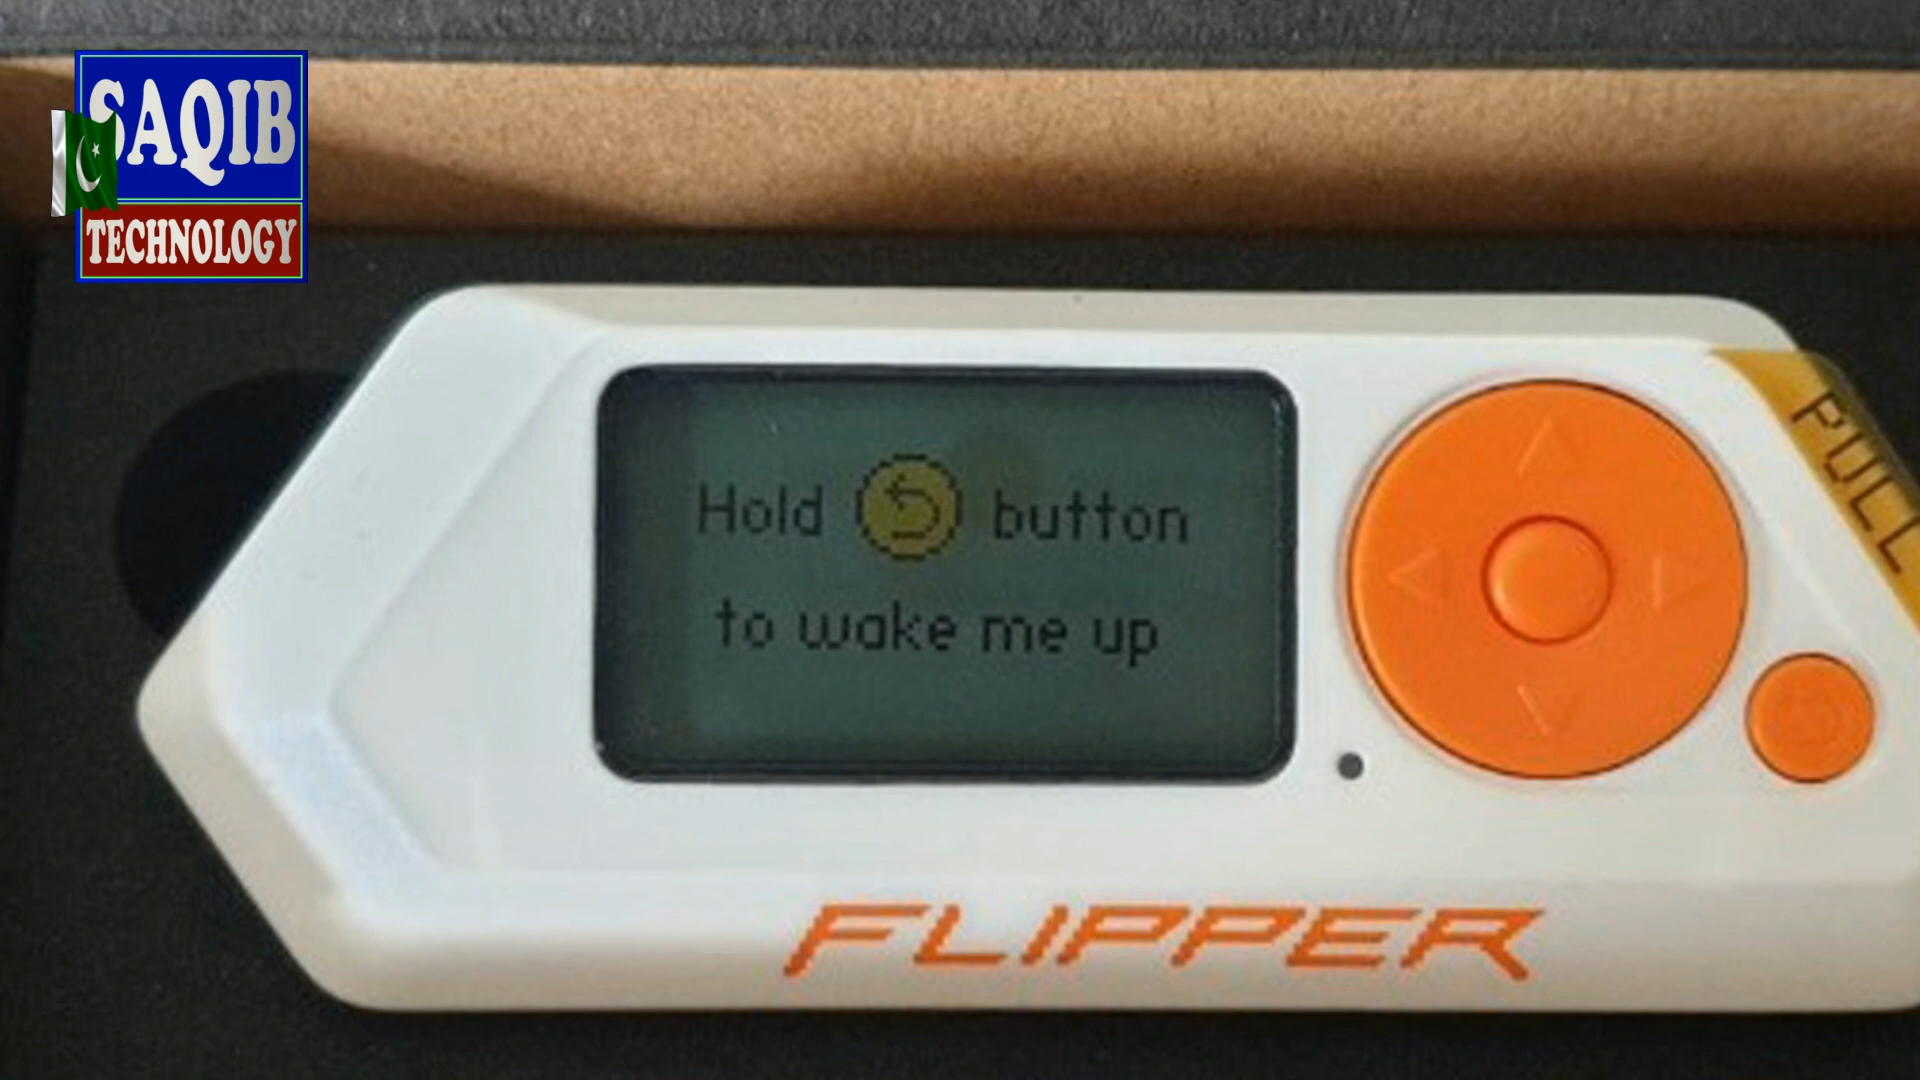 SAQIB
TECHNOLOGY
Hold button
to wake me up
PULL
FLIPPER